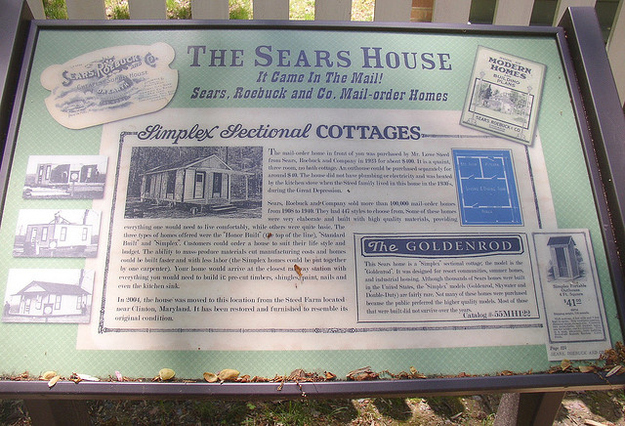 THE SEARS HOUSE
It Came In The Mail!
Sears, Roebuck and Co. Mail-order Homes
SEARS, ROEBUCK AND CO.
MODERN
HOMES
BUILDING
PLANS
SEARS ROEBUCK & CO
Simplex Sectional COTTAGES
The mail-order home in front of you was purchased by Mr. Steed
from Sears, Roebuck and Company in 1933 for about $400. It is a quaint,
three room, no bath cottage. An outhouse could be purchased separately for
around $40. The home did not have plumbing or electricity and was heated
by the kitchen stove when the Steed family lived in this home in the 1930's,
during the Great Depression.
Sears, Roebuck and Company sold more than 100,000 mail-order homes
from 1908 to 1940. They had 447 styles to choose from. Some of these homes
were very elaborate and built with high quality materials, providing
everything one would need to live comfortably, while others were quite basic. The
three types of homes offered were the "Honor Built" (the top of the line), "Standard
Built" and "Simplex". Customers could order a house to suit their life style and
budget. The ability to mass-produce materials cut manufacturing costs and homes
could be built faster and with less labor (the Simplex homes could be put together
by one carpenter). Your home would arrive at the closest railway station with
everything you would need to build it: pre-cut timbers, shingles, paint, nails and
even the kitchen sink.
In 2004, the house was moved to this location from the Steed Farm located
near Clinton, Maryland. It has been restored and furnished to resemble its
original condition.
The GOLDENROD
This Sears home is a "Simplex" sectional cottage; the model is the
"Goldenrod". It was designed for resort communities, summer homes,
and industrial housing. Although thousands of Sears homes were built
in the United States, the "Simplex" models (Goldenrod, Skywater and
Double-Duty) are fairly rare. Not many of these homes were purchased
because the public preferred the higher quality models. Most of these
that were built did not survive over the years.
Catalog #55MH122
Simplex Portable
Outhouse
4 Ft. Square
$41